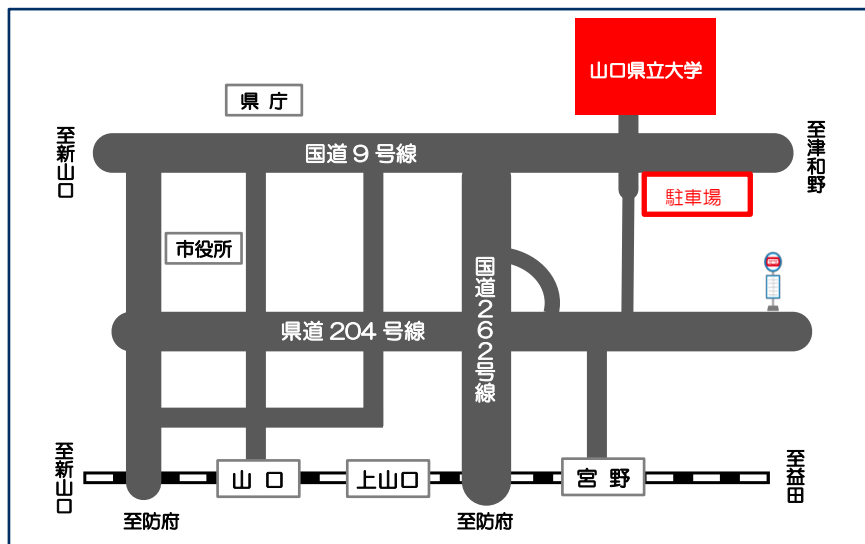 山口県立大学
県庁
至新山口
国道9号線
至津和野
駐車場
市役所
国道262号線
県道204号線
至新山口
山口
上山口
宮野
至益田
至防府
至防府